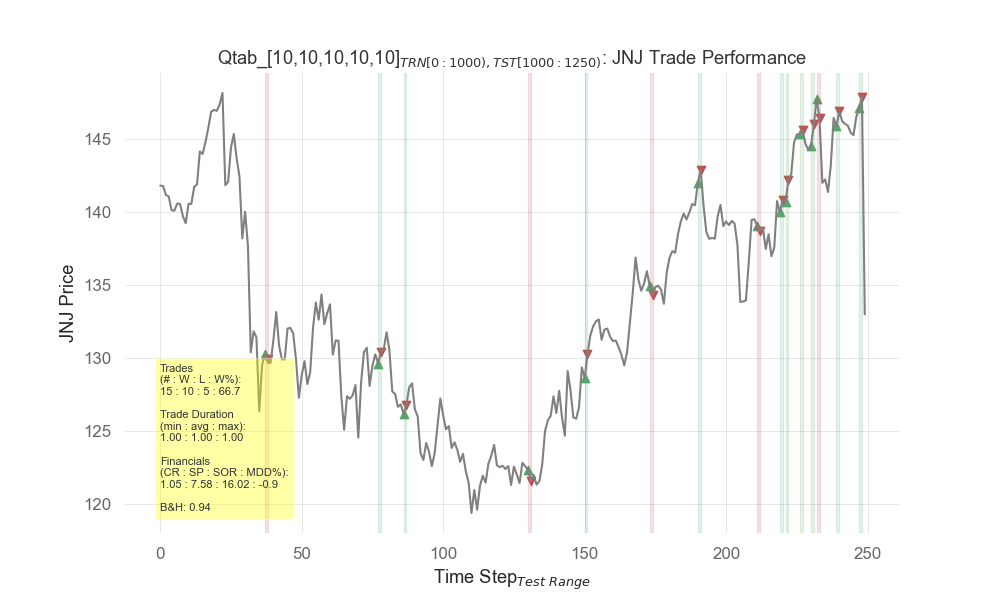 Qtab_[10,10,10,10,10]TRN[0 : 1000), TST[1000 : 1250) : JNJ Trade Performance
JNJ Price
145
140
135
130
125
120
Trades
(# : W : L : W%):
15 : 10 : 5 : 66.7
Trade Duration
(min : avg : max):
1.00 : 1.00 : 1.00
Financials
(CR : SP : SOR : MDD%):
1.05 : 7.58 : 16.02 : -0.9
B&H: 0.94
0 50 100 150 200 250
Time Step Test Range